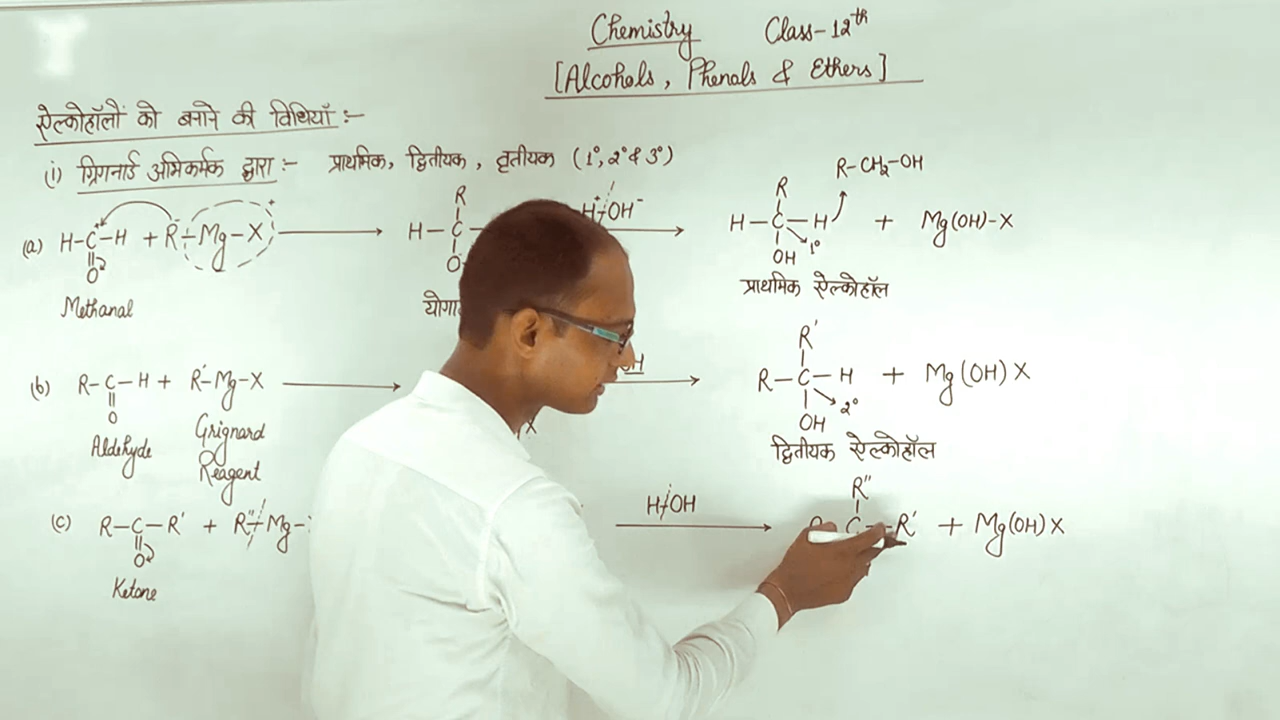 Chemistry Class-12th
[Alcohols, Phenals & Ethers]
ऐल्कोहॉलों को बनाने की विधियाँ :-
(i) ग्रिगनार्ड अभिकर्मक द्वारा :- प्राथमिक, द्वितीयक, तृतीयक (1°, 2° & 3°)
R-CH₂-OH
R R
(a) H-C-H + R-Mg-X H-C H⁺ OH⁻ H-C-H + Mg(OH)-X
O O OH 1°
Methanal प्राथमिक ऐल्कोहॉल
R'
(b) R-C-H + R'-Mg-X R-C-H + Mg(OH)X
O OH 2°
Aldehyde Grignard Reagent द्वितीयक ऐल्कोहॉल
R''
(c) R-C-R' + R''-Mg- H OH C-R' + Mg(OH)X
O
Ketone